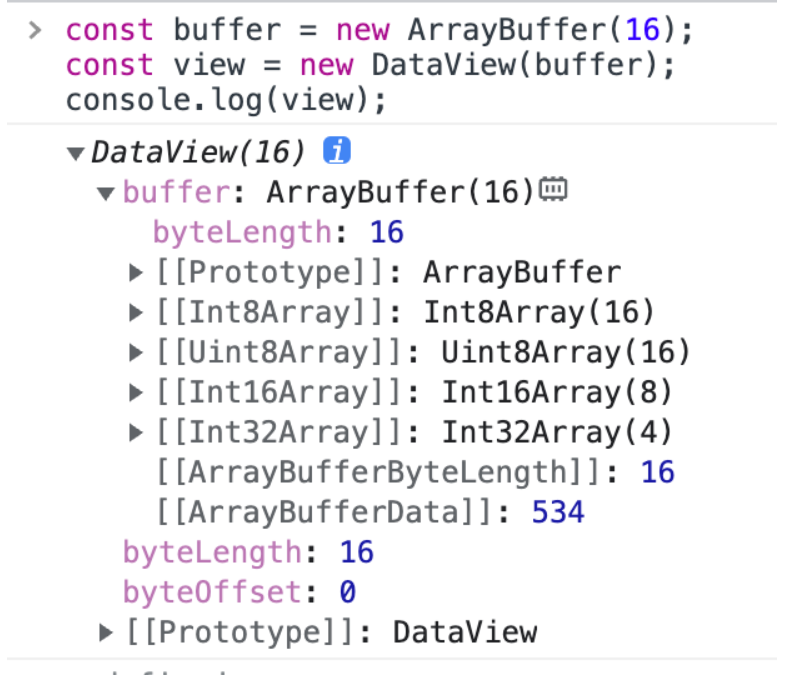 > const buffer = new ArrayBuffer(16);
const view = new DataView(buffer);
console.log(view);
▼DataView(16) i
▼buffer: ArrayBuffer(16)
byteLength: 16
▶[[Prototype]]: ArrayBuffer
▶[[Int8Array]]: Int8Array(16)
▶[[Uint8Array]]: Uint8Array(16)
▶[[Int16Array]]: Int16Array(8)
▶[[Int32Array]]: Int32Array(4)
[[ArrayBufferByteLength]]: 16
[[ArrayBufferData]]: 534
byteLength: 16
byteOffset: 0
▶[[Prototype]]: DataView